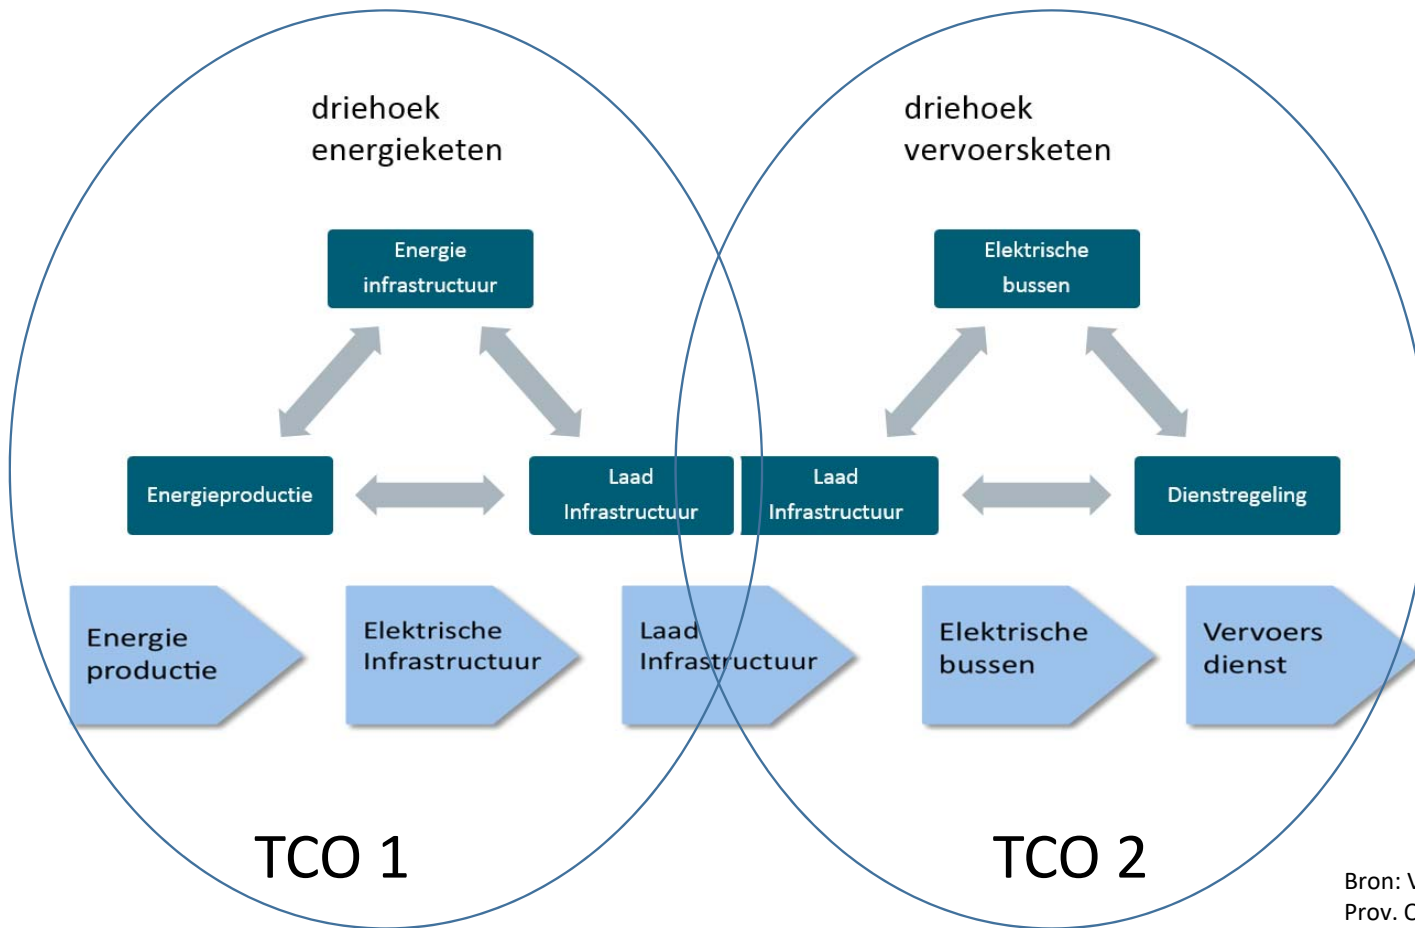 driehoek
energieketen
driehoek
vervoersketen
Energie
infrastructuur
Elektrische
bussen
Energieproductie
Laad
Infrastructuur
Laad
Infrastructuur
Dienstregeling
Energie
productie
Elektrische
Infrastructuur
Laad
Infrastructuur
Elektrische
bussen
Vervoers
dienst
TCO 1
TCO 2
Bron:
Prov.